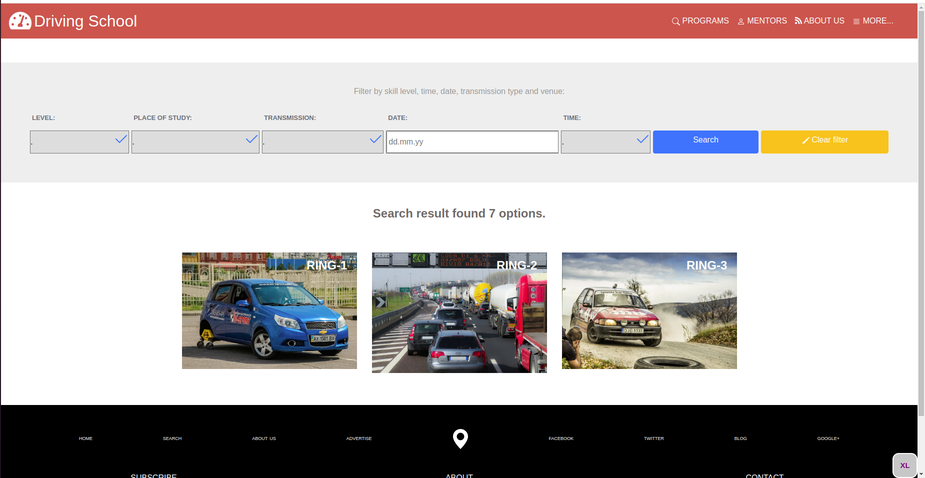 Driving School
PROGRAMS MENTORS ABOUT US MORE...
Filter by skill level, time, date, transmission type and venue:
LEVEL: PLACE OF STUDY: TRANSMISSION: DATE: TIME:
. . . dd.mm.yy . Search Clear filter
Search result found 7 options.
RING-1 RING-2 RING-3
HOME SEARCH ABOUT US ADVERTISE FACEBOOK TWITTER BLOG GOOGLE+
SUBSCRIBE ABOUT CONTACT
XL